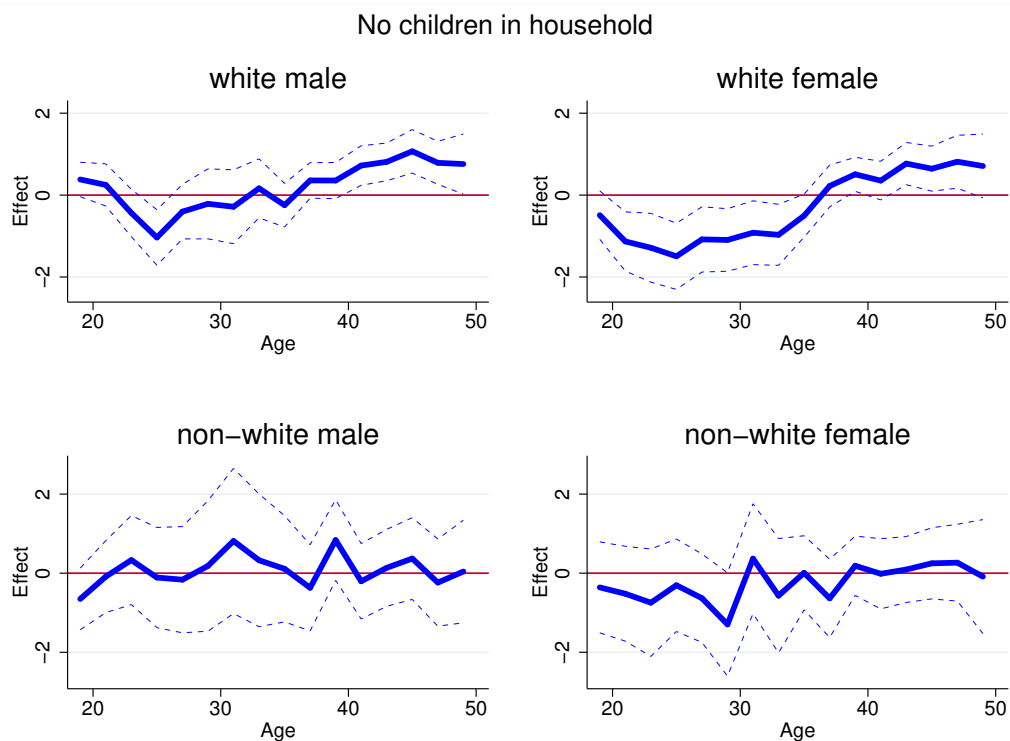 No children in household
white male
2
0
−2
Effect
20 30 40 50
Age
white female
2
0
−2
Effect
20 30 40 50
Age
non−white male
2
0
−2
Effect
20 30 40 50
Age
non−white female
2
0
−2
Effect
20 30 40 50
Age